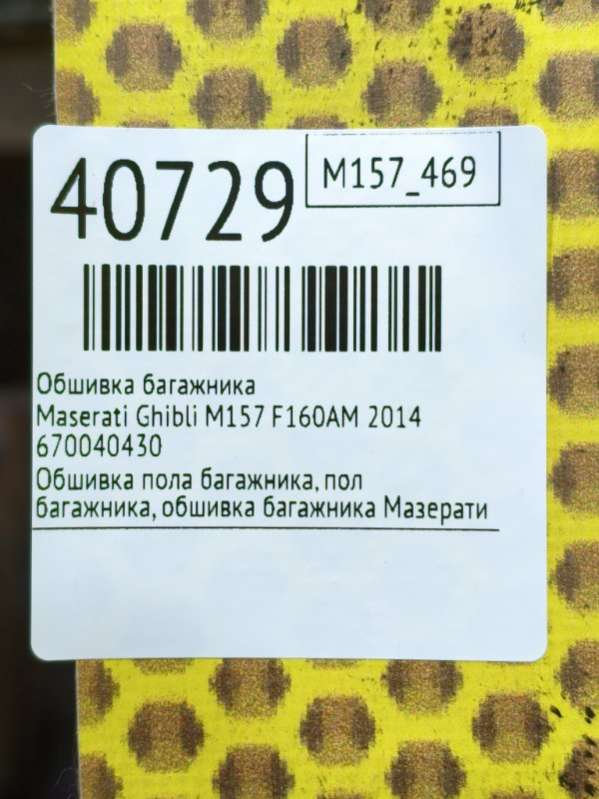 40729
M157_469
Обшивка багажника
Maserati Ghibli M157 F160AM 2014
670040430
Обшивка пола багажника, пол
багажника, обшивка багажника Мазерати